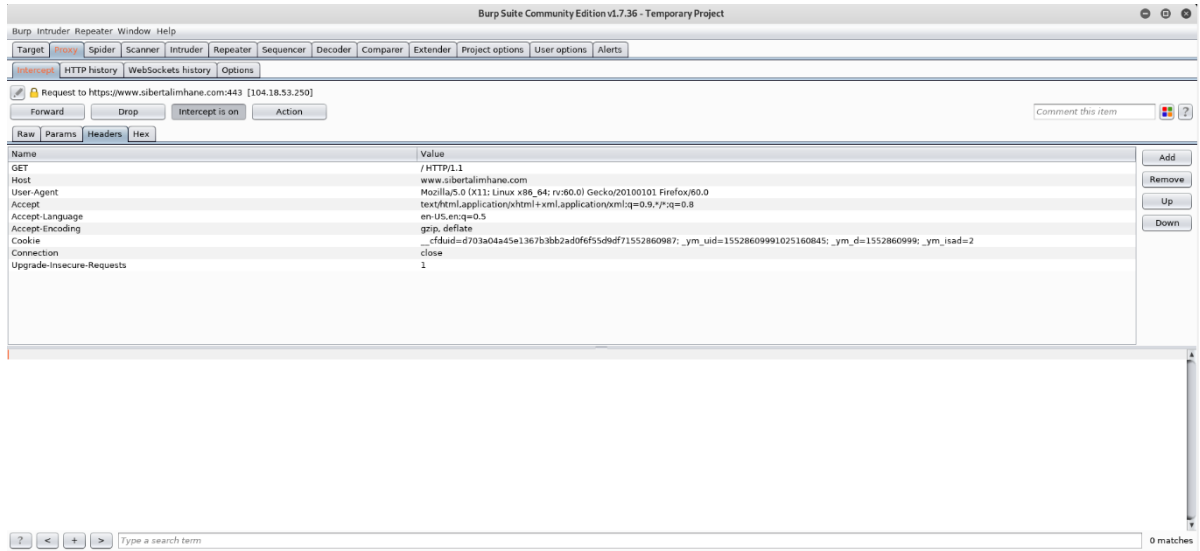 Burp Suite Community Edition v1.7.36 - Temporary Project
Burp Intruder Repeater Window Help
Target Proxy Spider Scanner Intruder Repeater Sequencer Decoder Comparer Extender Project options User options Alerts
Intercept HTTP history WebSockets history Options
Request to https://www.sibertalimhane.com:443 [104.18.53.250]
Forward Drop Intercept is on Action Comment this item ?
Raw Params Headers Hex
Name Value
GET / HTTP/1.1
Host www.sibertalimhane.com
User-Agent Mozilla/5.0 (X11; Linux x86_64; rv:60.0) Gecko/20100101 Firefox/60.0
Accept text/html,application/xhtml+xml,application/xml;q=0.9,*/*;q=0.8
Accept-Language en-US,en;q=0.5
Accept-Encoding gzip, deflate
Cookie __cfduid=d703a04a45e1367b3bb2ad0f6f55d9df71552860987; _ym_uid=15528609991025160845; _ym_d=1552860999; _ym_isad=2
Connection close
Upgrade-Insecure-Requests 1
Add
Remove
Up
Down
? < + > Type a search term 0 matches